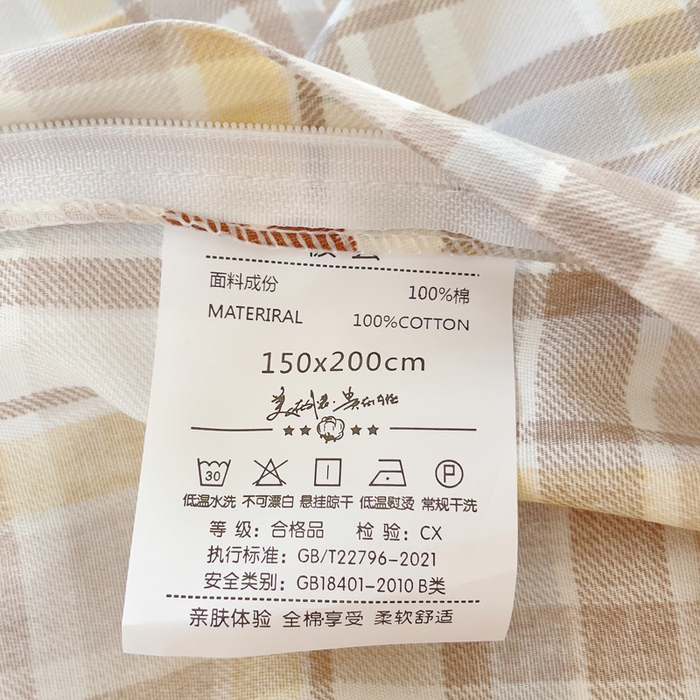 面料成份 100%棉
MATERIRAL 100%COTTON
150x200cm
30 P
低温水洗 不可漂白 悬挂晾干 低温熨烫 常规干洗
等 级：合格品 检 验：CX
执行标准：GB/T22796-2021
安全类别：GB18401-2010 B类
亲肤体验 全棉享受 柔软舒适